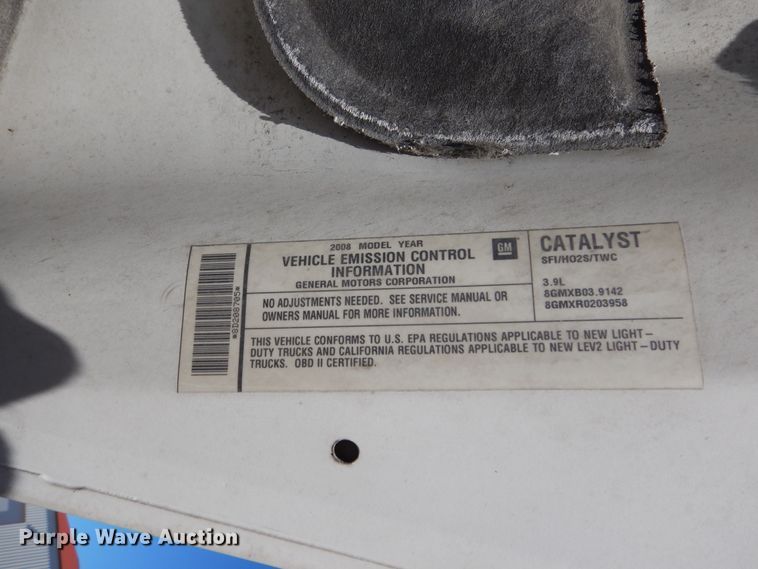 2008 MODEL YEAR
VEHICLE EMISSION CONTROL
INFORMATION
GENERAL MOTORS CORPORATION
GM
CATALYST
SFI/HO2S/TWC
3.9L
8GMXB03.9142
8GMXR0203958
NO ADJUSTMENTS NEEDED. SEE SERVICE MANUAL OR
OWNERS MANUAL FOR MORE INFORMATION.
THIS VEHICLE CONFORMS TO U.S. EPA REGULATIONS APPLICABLE TO NEW LIGHT-
DUTY TRUCKS AND CALIFORNIA REGULATIONS APPLICABLE TO NEW LEV2 LIGHT-DUTY
TRUCKS. OBD II CERTIFIED.
*8D208705*
Purple Wave Auction